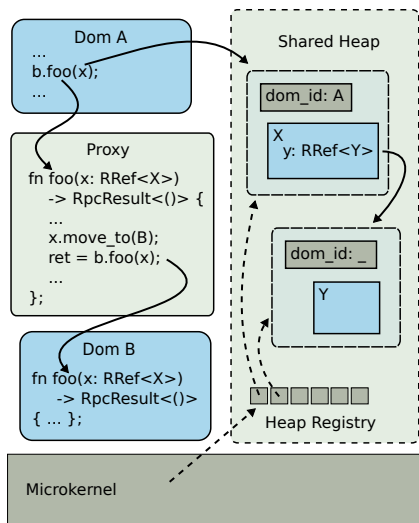 Dom A
...
b.foo(x);
...
Proxy
fn foo(x: RRef<X>)
-> RpcResult<()> {
...
x.move_to(B);
ret = b.foo(x);
...
};
Dom B
fn foo(x: RRef<X>)
-> RpcResult<()>
{ ... };
Shared Heap
dom_id: A
X
y: RRef<Y>
dom_id: _
Y
Heap Registry
Microkernel